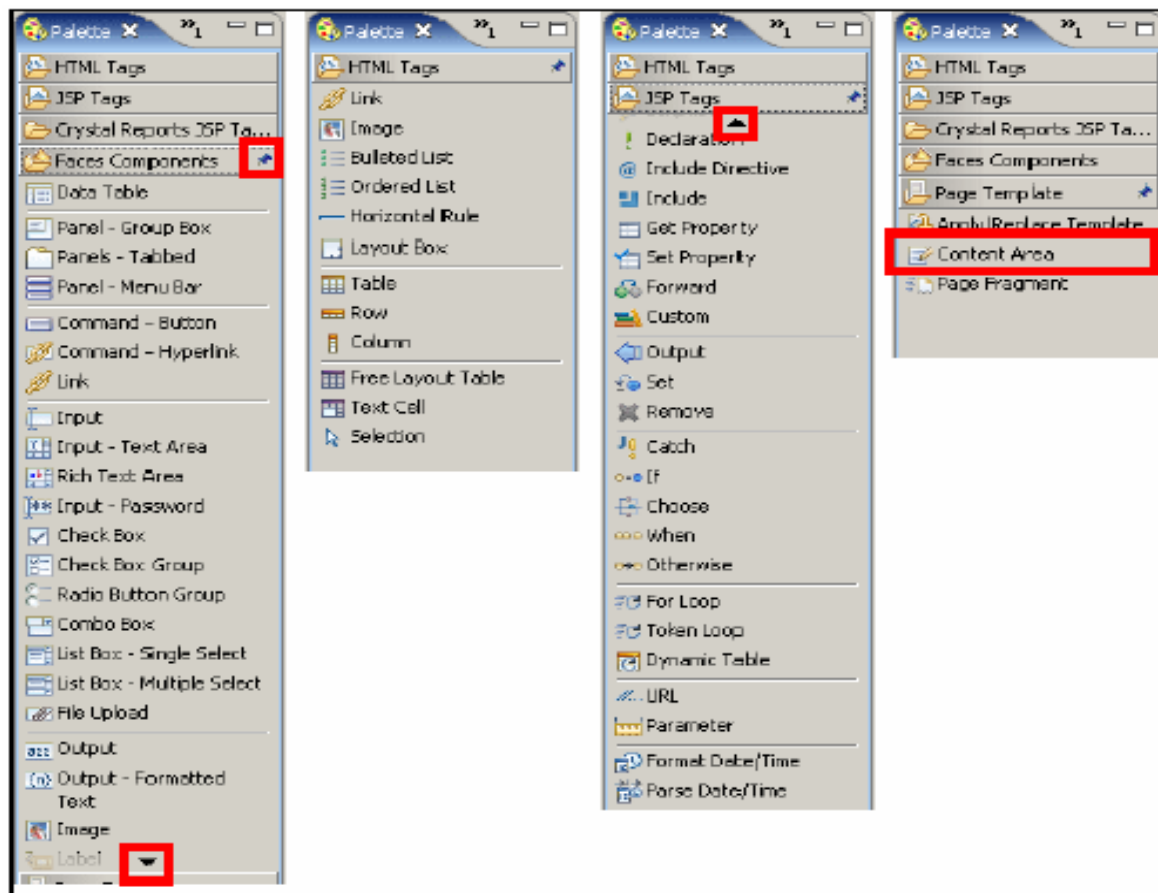 Palette
»1
HTML Tags
JSP Tags
Crystal Reports JSP Ta...
Faces Components
Data Table
Panel - Group Box
Panels - Tabbed
Panel - Menu Bar
Command - Button
Command - Hyperlink
Link
Input
Input - Text Area
Rich Text Area
Input - Password
Check Box
Check Box Group
Radio Button Group
Combo Box
List Box - Single Select
List Box - Multiple Select
File Upload
Output
Output - Formatted
Text
Image
Label
Palette
»1
HTML Tags
Link
Image
Bulleted List
Ordered List
Horizontal Rule
Layout Box
Table
Row
Column
Free Layout Table
Text Cell
Selection
Palette
»1
HTML Tags
JSP Tags
Declaration
Include Directive
Include
Get Property
Set Property
Forward
Custom
Output
Set
Remove
Catch
If
Choose
When
Otherwise
For Loop
Token Loop
Dynamic Table
URL
Parameter
Format Date/Time
Parse Date/Time
Palette
»1
HTML Tags
JSP Tags
Crystal Reports JSP Ta...
Faces Components
Page Template
Apply/Replace Template
Content Area
Page Fragment